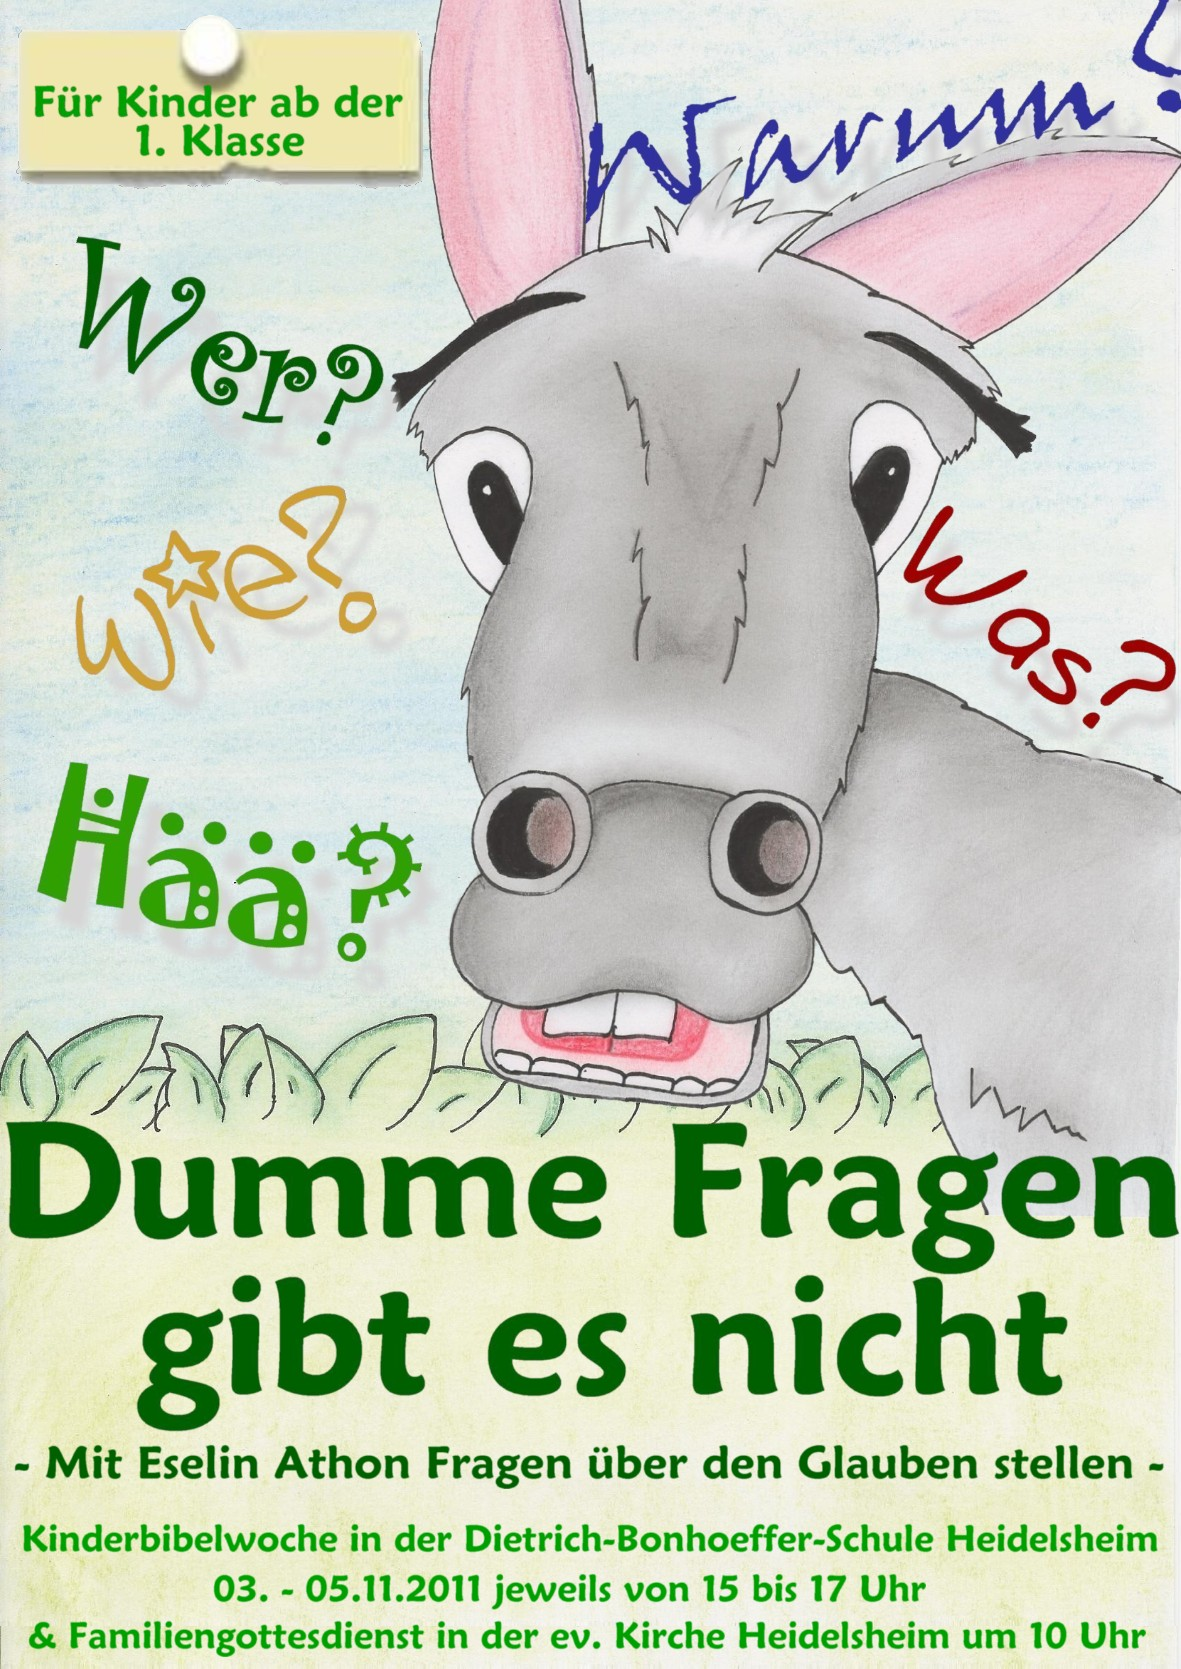 Für Kinder ab der
1. Klasse
Warum?
Wer?
Wie?
Was?
Hää?
Dumme Fragen
gibt es nicht
- Mit Eselin Athon Fragen über den Glauben stellen -
Kinderbibelwoche in der Dietrich-Bonhoeffer-Schule Heidelsheim
03. - 05.11.2011 jeweils von 15 bis 17 Uhr
& Familiengottesdienst in der ev. Kirche Heidelsheim um 10 Uhr